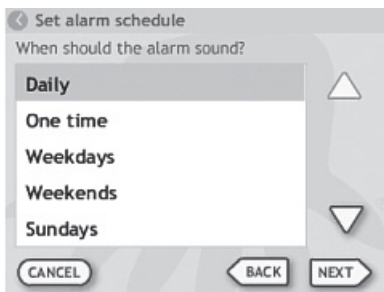 Set alarm schedule
When should the alarm sound?
Daily
One time
Weekdays
Weekends
Sundays
CANCEL BACK NEXT